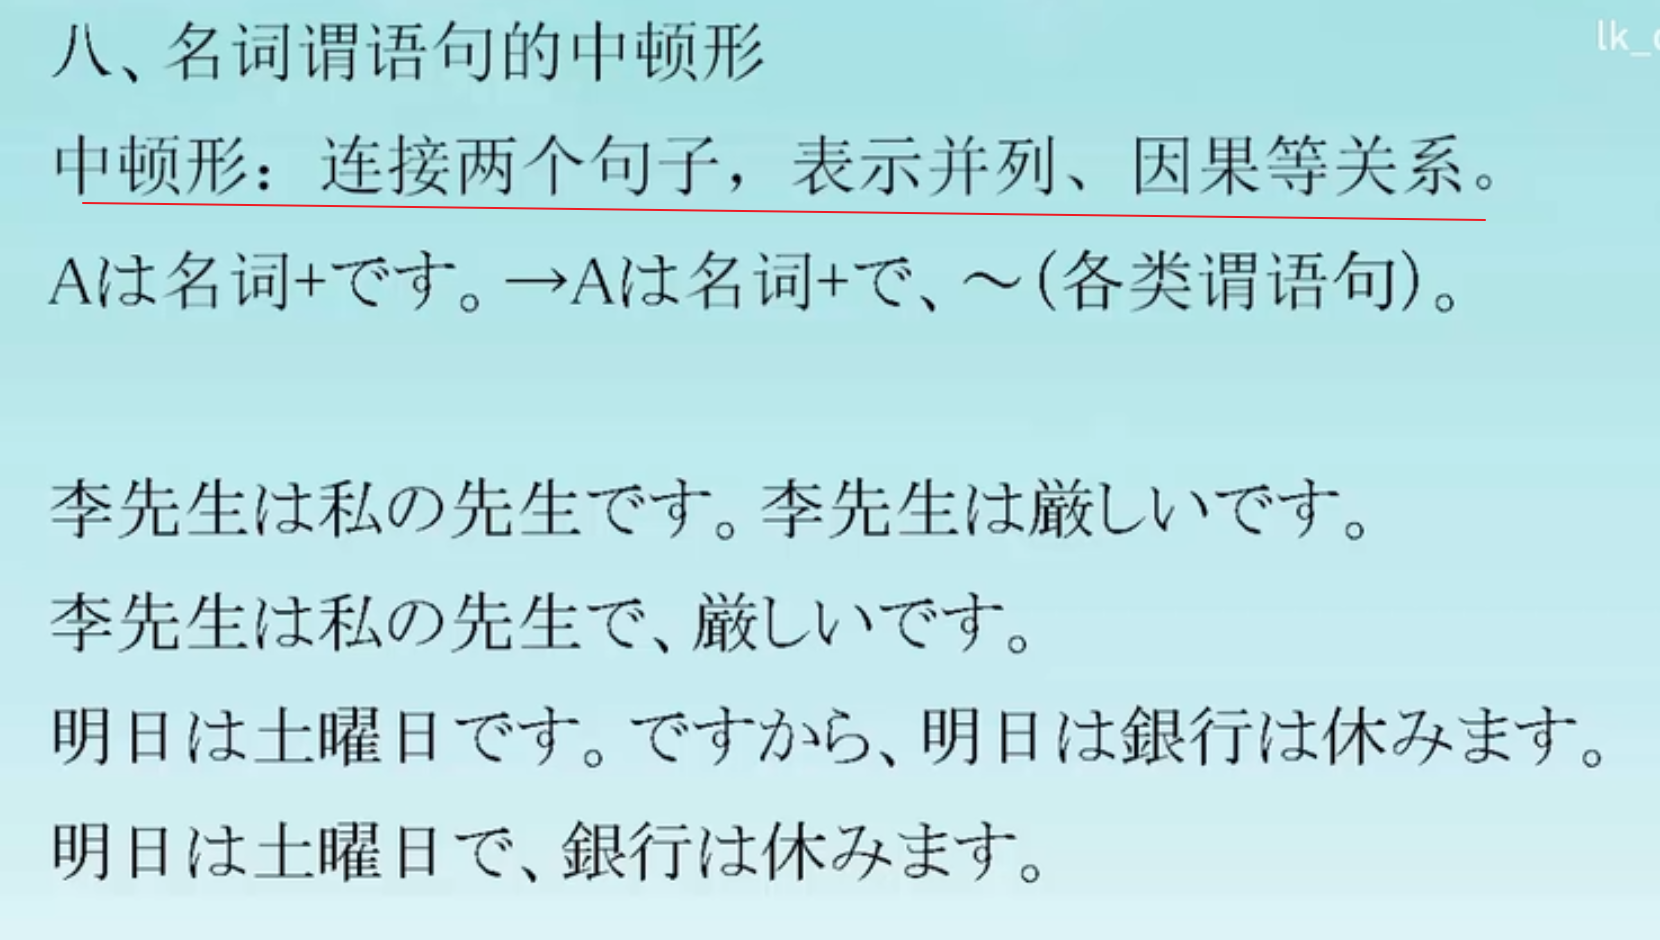 八、名词谓语句的中顿形
lk_
中顿形：连接两个句子，表示并列、因果等关系。
Aは名词+です。→Aは名词+で、～（各类谓语句）。
李先生は私の先生です。李先生は厳しいです。
李先生は私の先生で、厳しいです。
明日は土曜日です。ですから、明日は銀行は休みます。
明日は土曜日で、銀行は休みます。